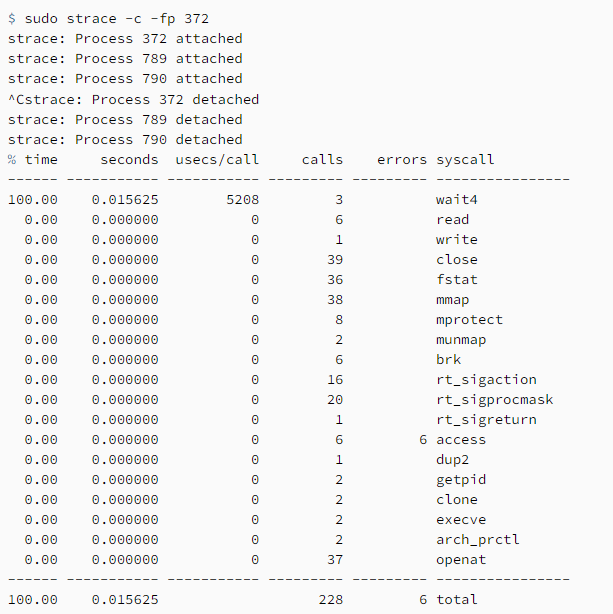 $ sudo strace -c -fp 372
strace: Process 372 attached
strace: Process 789 attached
strace: Process 790 attached
^Cstrace: Process 372 detached
strace: Process 789 detached
strace: Process 790 detached
% time     seconds  usecs/call     calls    errors syscall
------ ----------- ----------- --------- --------- ----------------
100.00    0.015625        5208         3           wait4
  0.00    0.000000           0         6           read
  0.00    0.000000           0         1           write
  0.00    0.000000           0        39           close
  0.00    0.000000           0        36           fstat
  0.00    0.000000           0        38           mmap
  0.00    0.000000           0         8           mprotect
  0.00    0.000000           0         2           munmap
  0.00    0.000000           0         6           brk
  0.00    0.000000           0        16           rt_sigaction
  0.00    0.000000           0        20           rt_sigprocmask
  0.00    0.000000           0         1           rt_sigreturn
  0.00    0.000000           0         6         6 access
  0.00    0.000000           0         1           dup2
  0.00    0.000000           0         2           getpid
  0.00    0.000000           0         2           clone
  0.00    0.000000           0         2           execve
  0.00    0.000000           0         2           arch_prctl
  0.00    0.000000           0        37           openat
------ ----------- ----------- --------- --------- ----------------
100.00    0.015625                   228         6 total